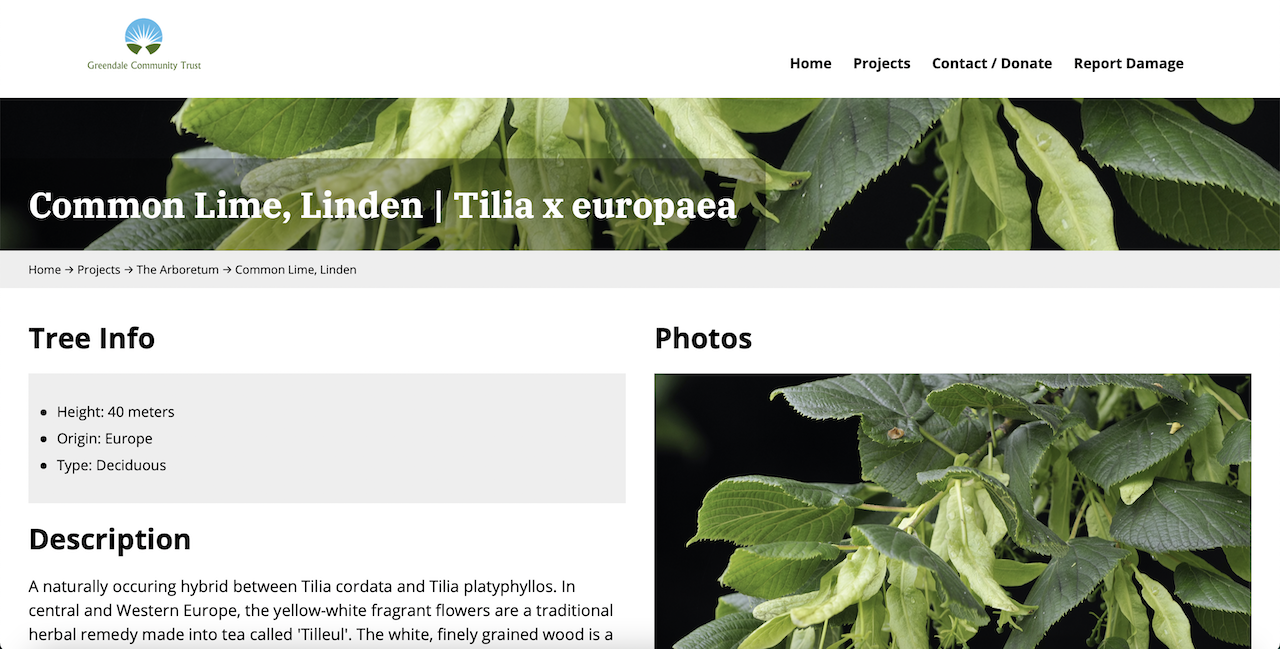 Greendale Community Trust
Home Projects Contact / Donate Report Damage
Common Lime, Linden | Tilia x europaea
Home → Projects → The Arboretum → Common Lime, Linden
Tree Info
Height: 40 meters
Origin: Europe
Type: Deciduous
Description
A naturally occuring hybrid between Tilia cordata and Tilia platyphyllos. In
central and Western Europe, the yellow-white fragrant flowers are a traditional
herbal remedy made into tea called 'Tilleul'. The white, finely grained wood is a
Photos